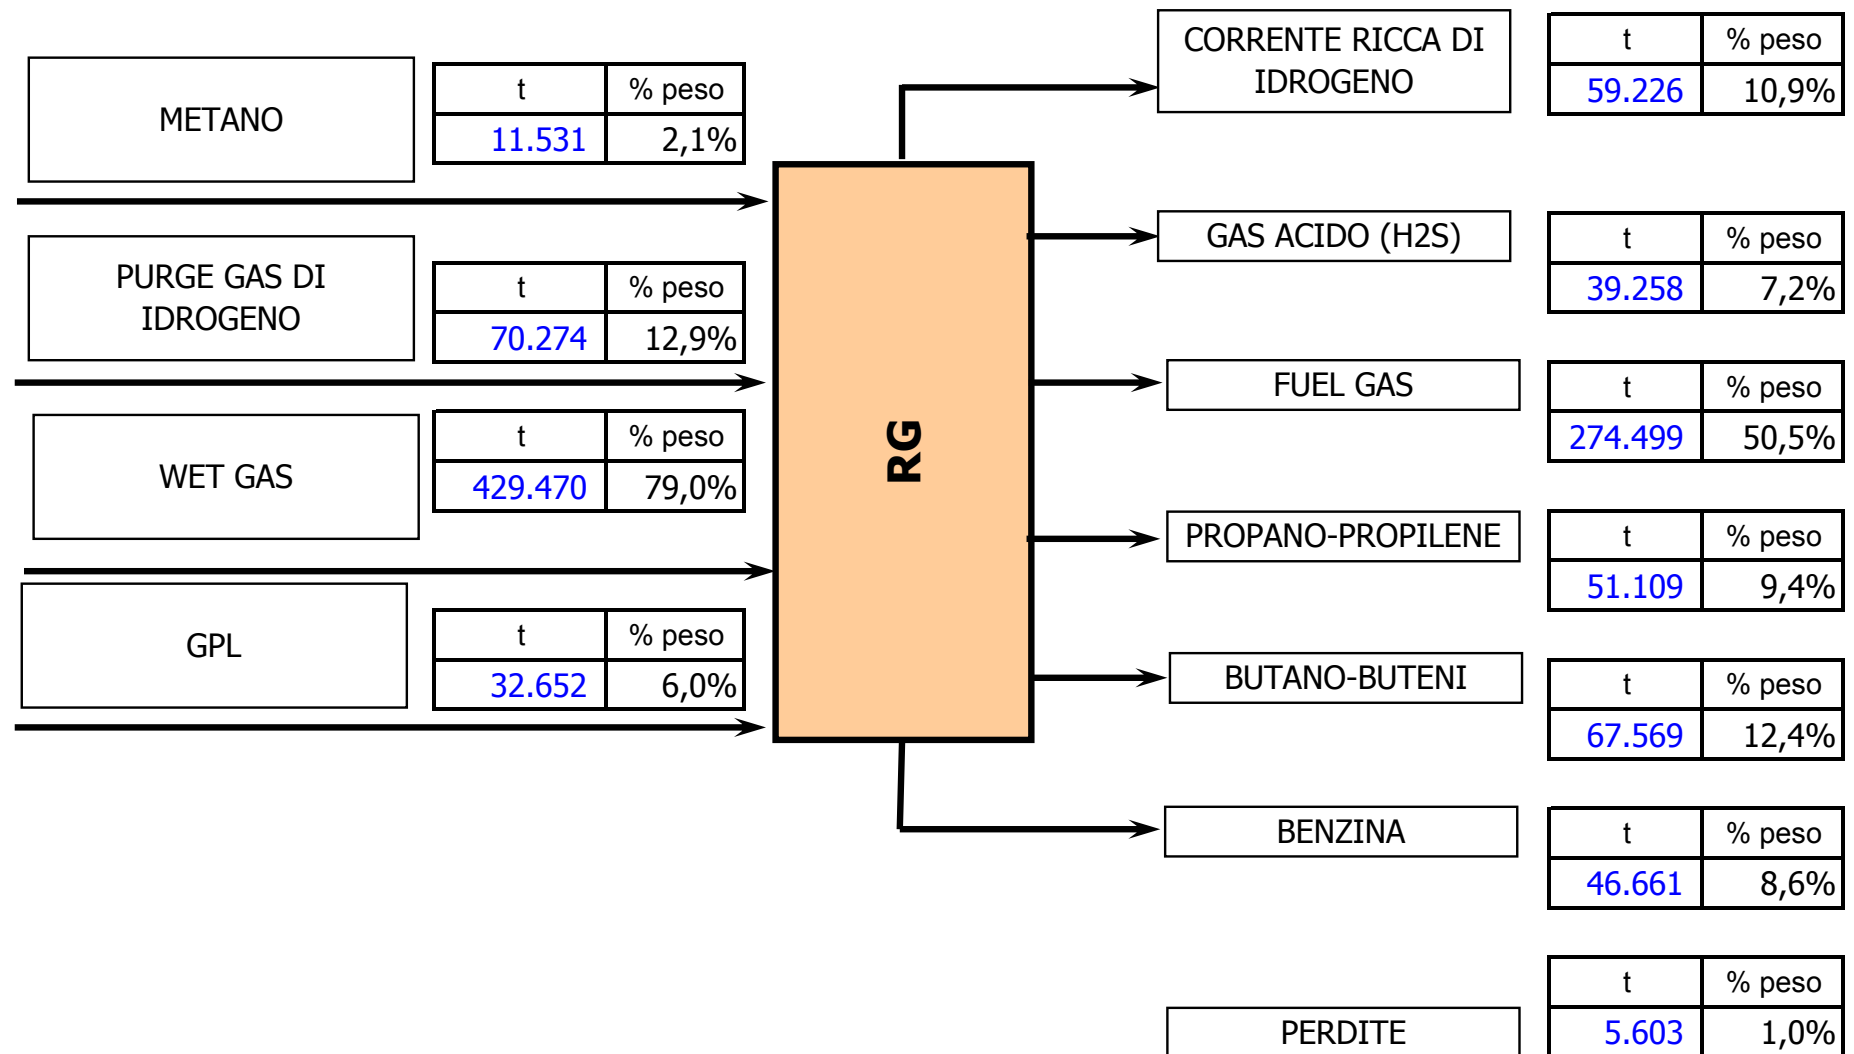 METANO
t % peso
11.531 2,1%
PURGE GAS DI
IDROGENO
t % peso
70.274 12,9%
WET GAS
t % peso
429.470 79,0%
GPL
t % peso
32.652 6,0%
RG
CORRENTE RICCA DI
IDROGENO
t % peso
59.226 10,9%
GAS ACIDO (H2S)
t % peso
39.258 7,2%
FUEL GAS
t % peso
274.499 50,5%
PROPANO-PROPILENE
t % peso
51.109 9,4%
BUTANO-BUTENI
t % peso
67.569 12,4%
BENZINA
t % peso
46.661 8,6%
PERDITE
t % peso
5.603 1,0%